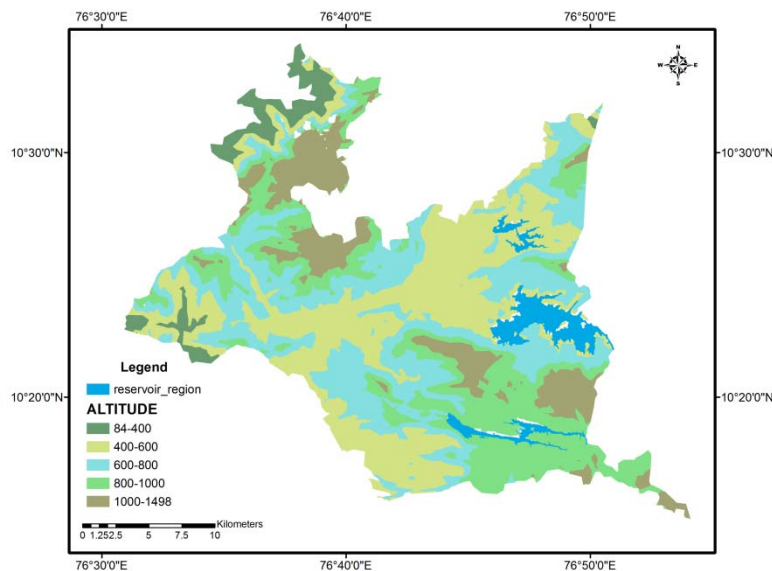 76°30'0"E 76°40'0"E 76°50'0"E
N
W E
S
10°30'0"N 10°30'0"N
Legend
reservoir_region
ALTITUDE
84-400
400-600
600-800
800-1000
1000-1498
10°20'0"N 10°20'0"N
Kilometers
0 1.252.5 5 7.5 10
76°30'0"E 76°40'0"E 76°50'0"E